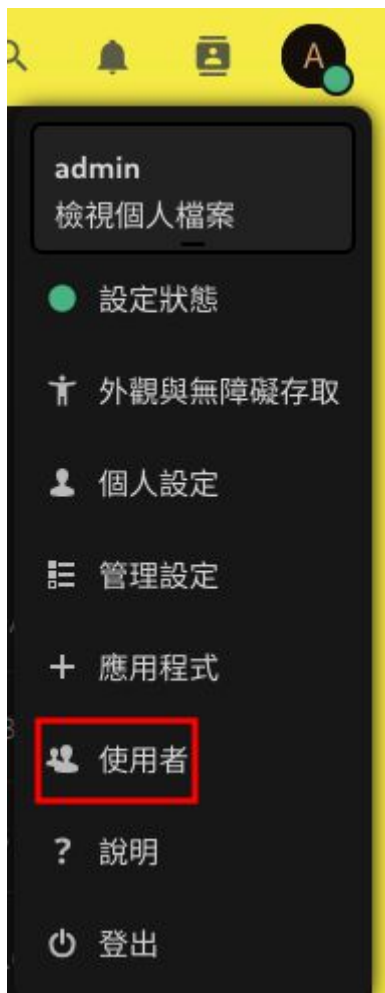 A
admin
檢視個人檔案
設定狀態
外觀與無障礙存取
個人設定
管理設定
應用程式
使用者
? 說明
登出